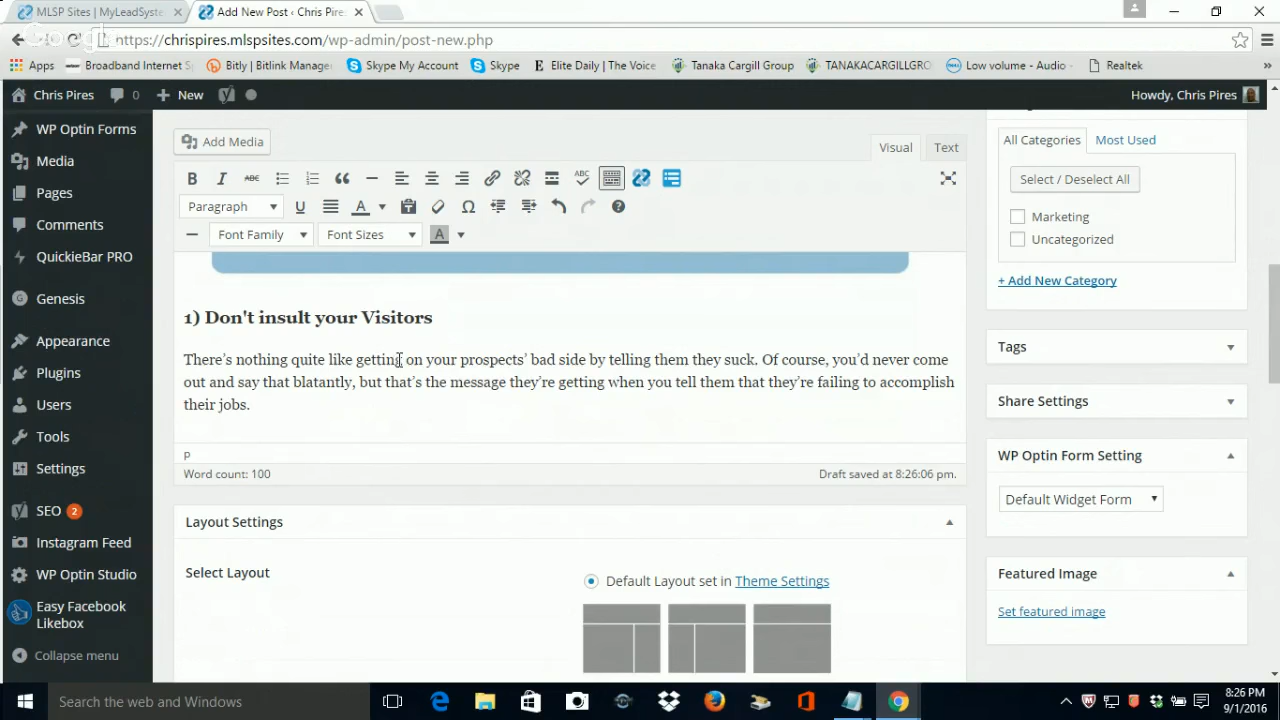 MLSP Sites | MyLeadSyste
Add New Post ‹ Chris Pire
Google
https://chrispires.mlspsites.com/wp-admin/post-new.php
Apps
Broadband Internet S
Bitly | Bitlink Manage
Skype My Account
Skype
E Elite Daily | The Voice
Tanaka Cargill Group
TANAKACARGILLGRO
Low volume - Audio
Realtek
Chris Pires
0
New
Howdy, Chris Pires
WP Optin Forms
Media
Pages
Comments
QuickieBar PRO
Genesis
Appearance
Plugins
Users
Tools
Settings
SEO 2
Instagram Feed
WP Optin Studio
Easy Facebook
Likebox
Collapse menu
Add Media
Visual
Text
B I ABC
ABC
Paragraph
U
A
Font Family
Font Sizes
A
1) Don't insult your Visitors
There's nothing quite like getting on your prospects' bad side by telling them they suck. Of course, you'd never come
out and say that blatantly, but that's the message they're getting when you tell them that they're failing to accomplish
their jobs.
p
Word count: 100
Draft saved at 8:26:06 pm.
Layout Settings
Select Layout
Default Layout set in Theme Settings
All Categories
Most Used
Select / Deselect All
Marketing
Uncategorized
+ Add New Category
Tags
Share Settings
WP Optin Form Setting
Default Widget Form
Featured Image
Set featured image
Search the web and Windows
8:26 PM
9/1/2016